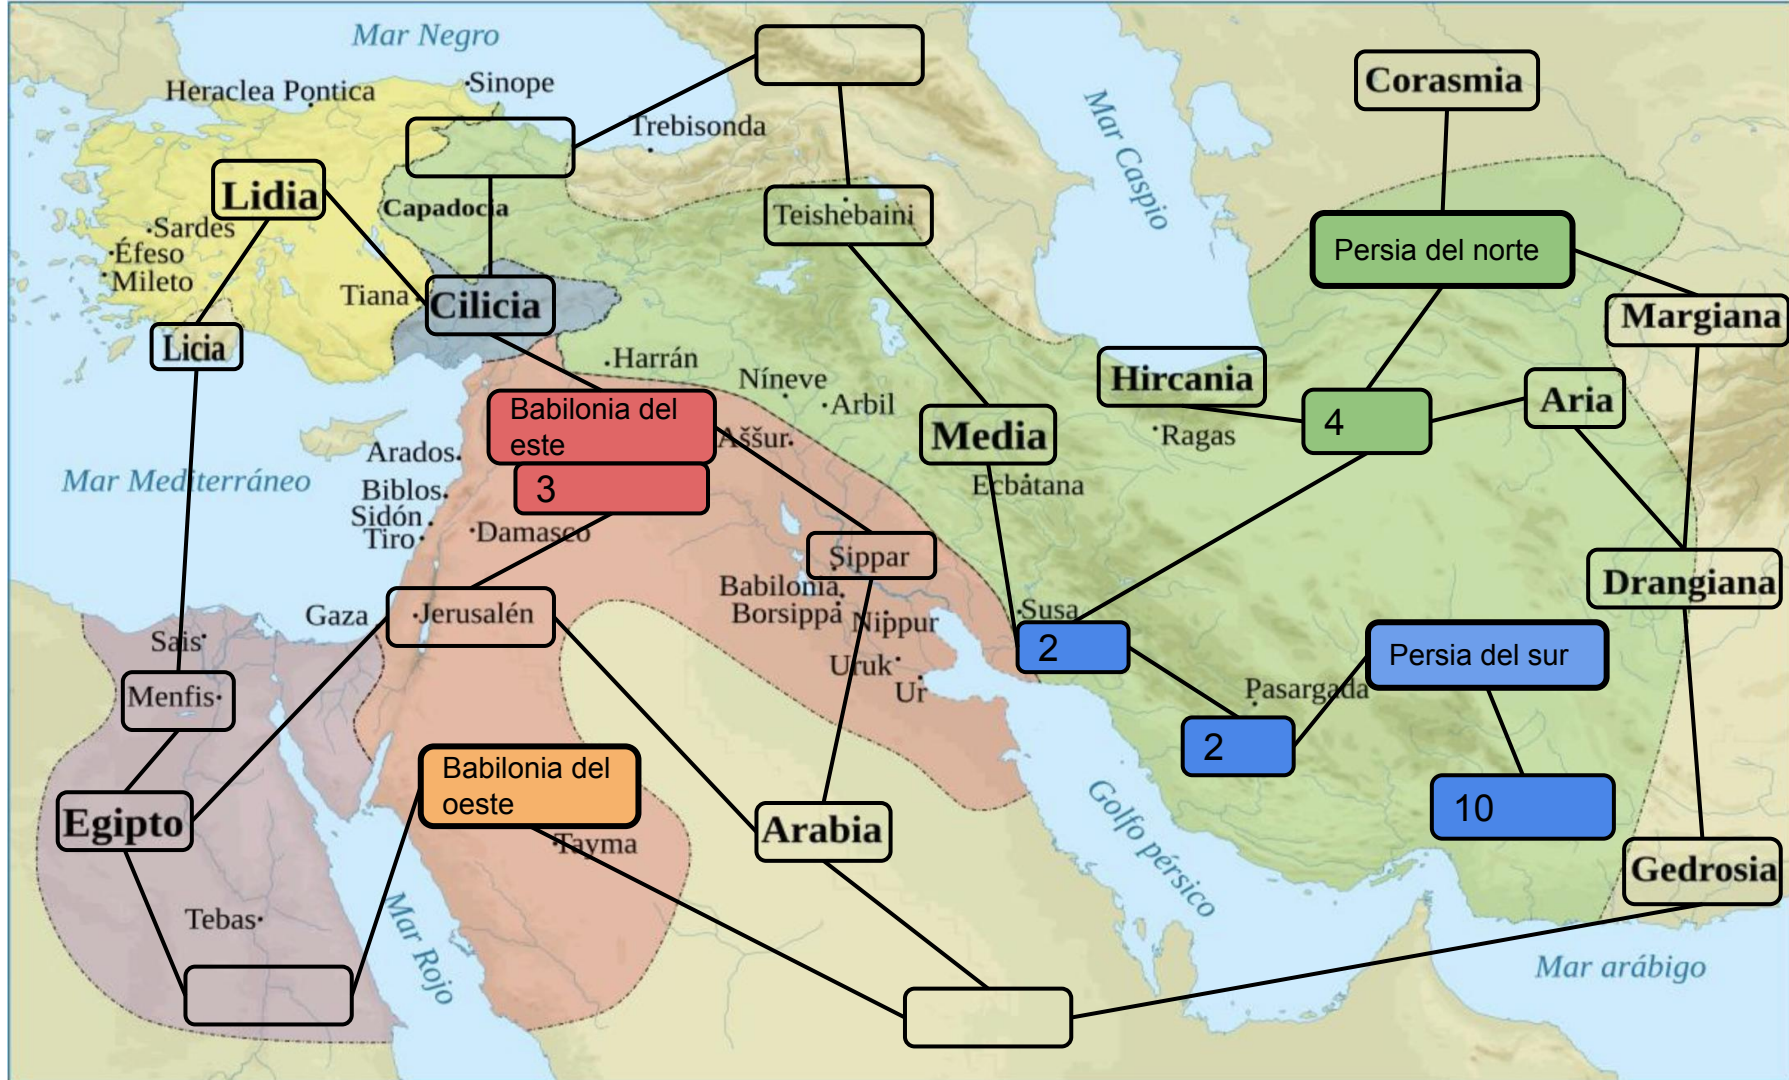 Mar Negro
Sinope
Heraclea Pontica
Trebisonda
Corasmia
Mar Caspio
Lidia
Capadocia
Teishebaini
Sardes
Éfeso
Mileto
Persia del norte
Tiana
Cilicia
Margiana
Licia
Harrán
Níneve
Arbil
Hircania
Aria
Babilonia del
este
4
Aššur
Media
Ragas
Arados
Mar Mediterráneo
Biblos
3
Ecbatana
Sidón
Tiro
Damasco
Sippar
Babilonia
Borsippa
Nippur
Drangiana
Gaza
Jerusalén
Susa
Sais
2
Persia del sur
Uruk
Ur
Menfis
Pasargada
2
Babilonia del
oeste
10
Egipto
Tayma
Arabia
Golfo pérsico
Gedrosia
Tebas
Mar Rojo
Mar arábigo